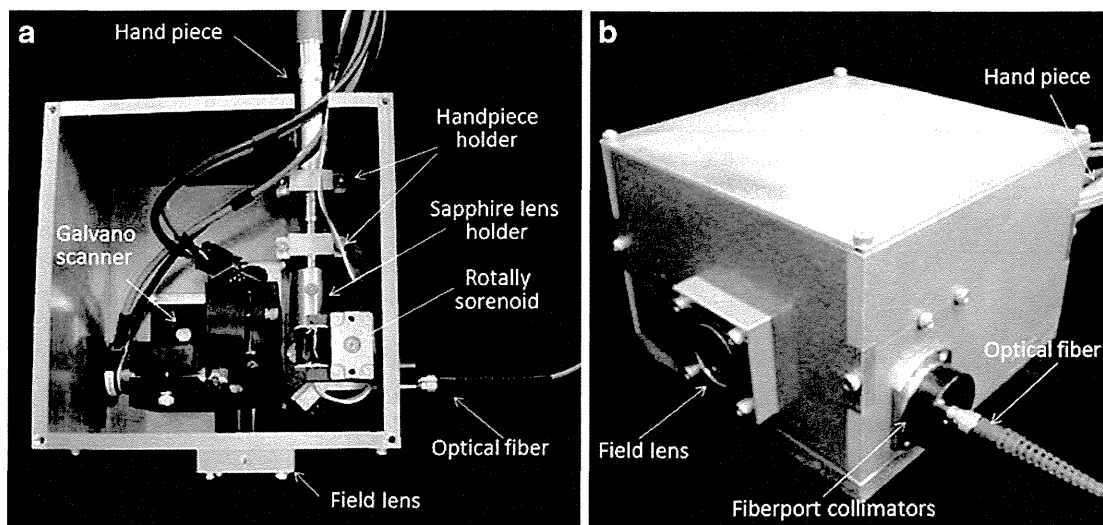 a
Hand piece
Handpiece
holder
Sapphire lens
holder
Galvano
scanner
Rotally
sorenoid
Optical fiber
Field lens
b
Hand piece
Optical fiber
Field lens
Fiberport collimators